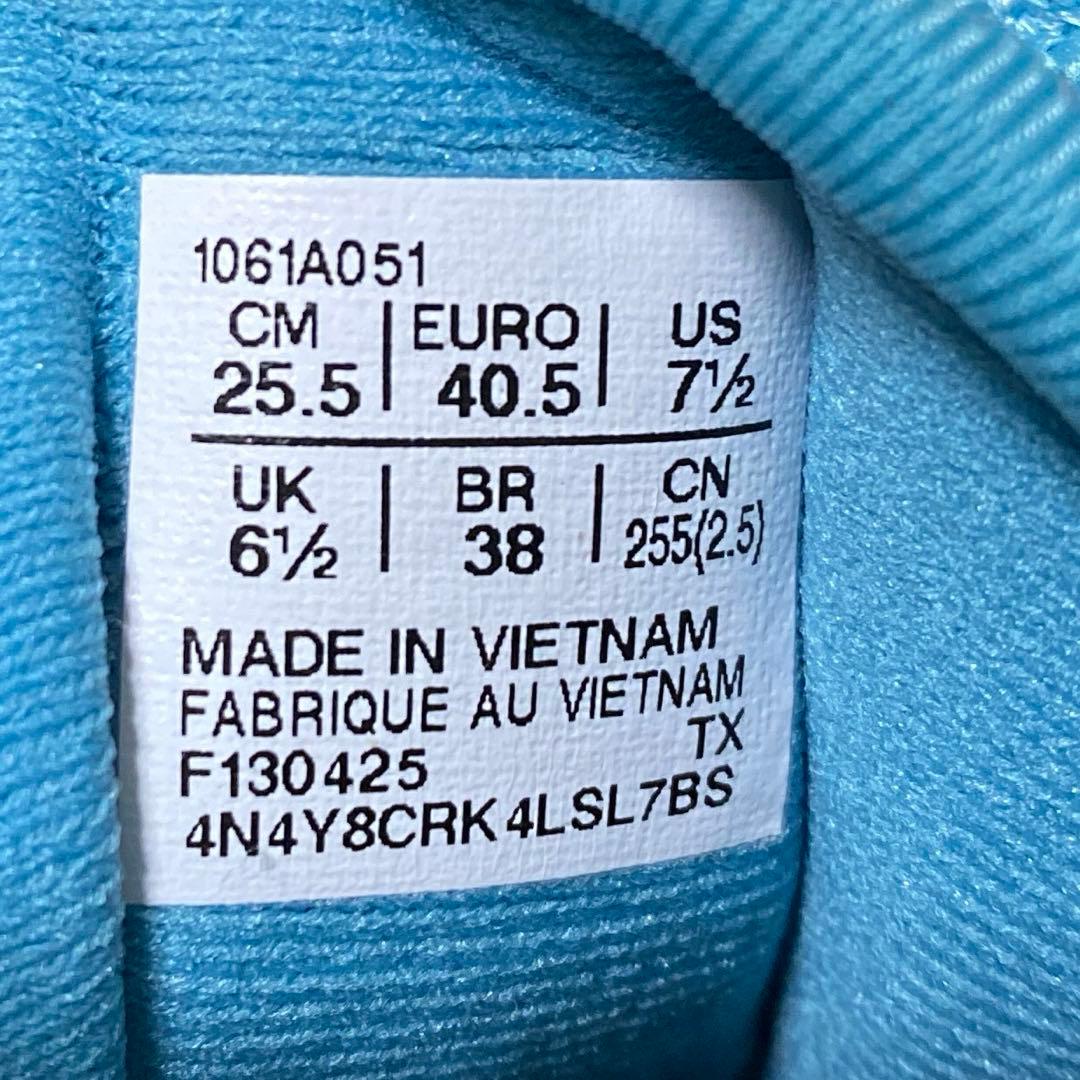 1061A051
CM | EURO | US
25.5 | 40.5 | 7½
UK | BR | CN
6½ | 38 | 255(2.5)
MADE IN VIETNAM
FABRIQUE AU VIETNAM
TX
F130425
4N4Y8CRK4LSL7BS